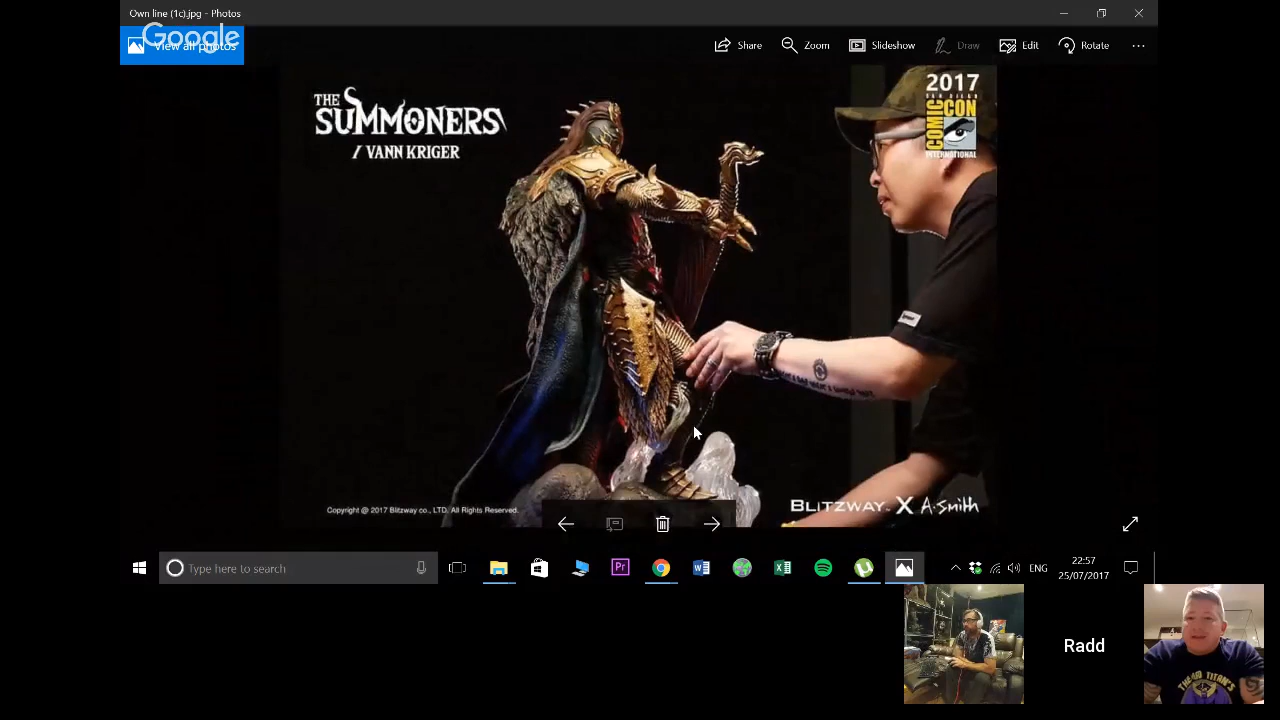 Own line (1c).jpg - Photos
Google
View all photos
Share
Zoom
Slideshow
Draw
Edit
Rotate
THE
SUMMONERS
/ VANN KRIGER
2017
SAN DIEGO
COMIC CON
INTERNATIONAL
Copyright @ 2017 Blitzway co., LTD. All Rights Reserved.
BLITZWAY X A.Smith
Type here to search
ENG
22:57
25/07/2017
Radd